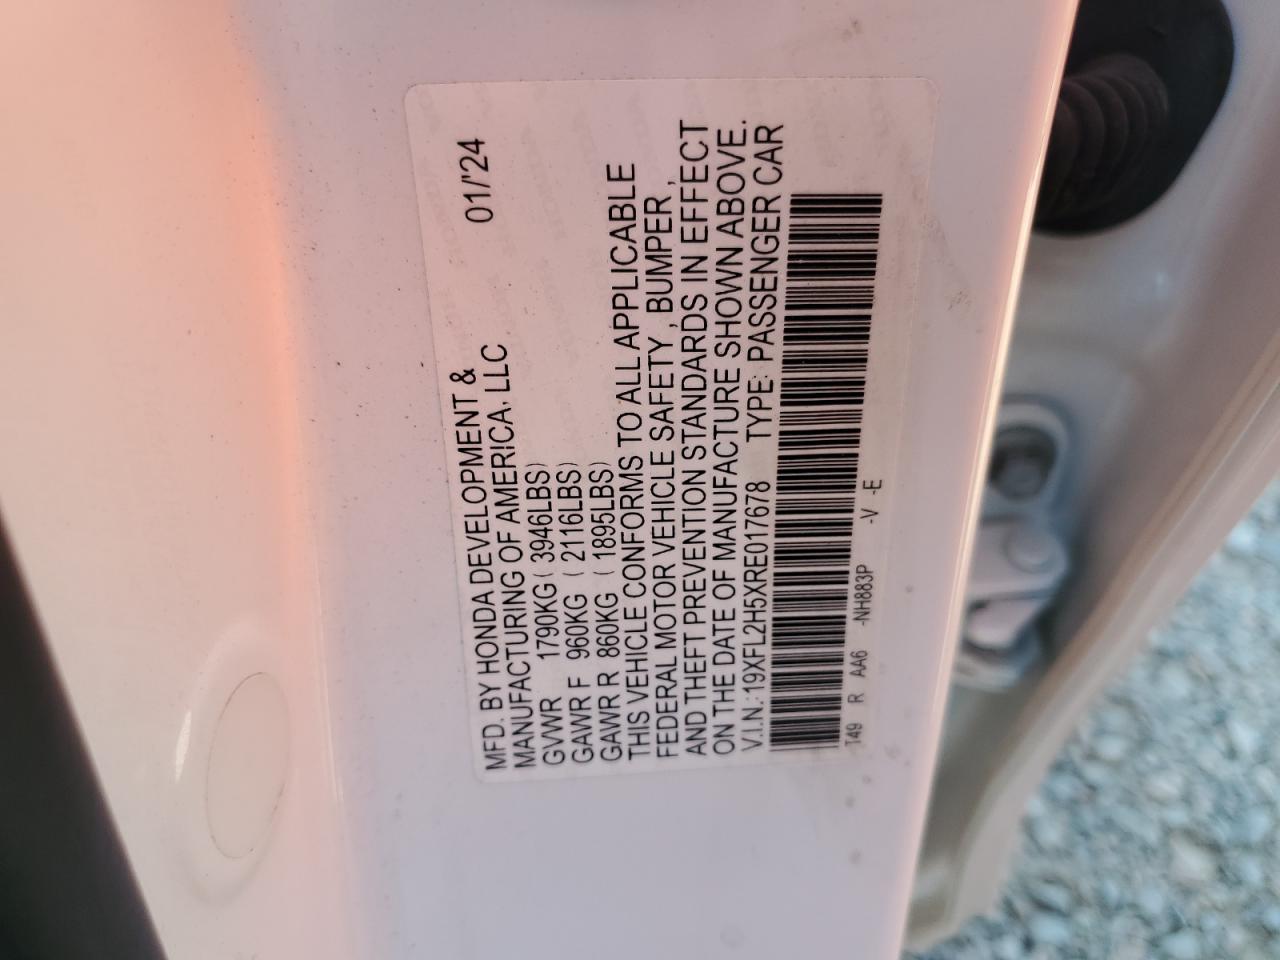 MFD. BY HONDA DEVELOPMENT &
MANUFACTURING OF AMERICA, LLC 01/'24
GVWR 1790KG ( 3946LBS)
GAWR F 960KG ( 2116LBS)
GAWR R 860KG ( 1895LBS)
THIS VEHICLE CONFORMS TO ALL APPLICABLE
FEDERAL MOTOR VEHICLE SAFETY , BUMPER ,
AND THEFT PREVENTION STANDARDS IN EFFECT
ON THE DATE OF MANUFACTURE SHOWN ABOVE.
V.I.N.:19XFL2H5XRE017678 TYPE: PASSENGER CAR
T49 R AA6 -NH883P -V -E